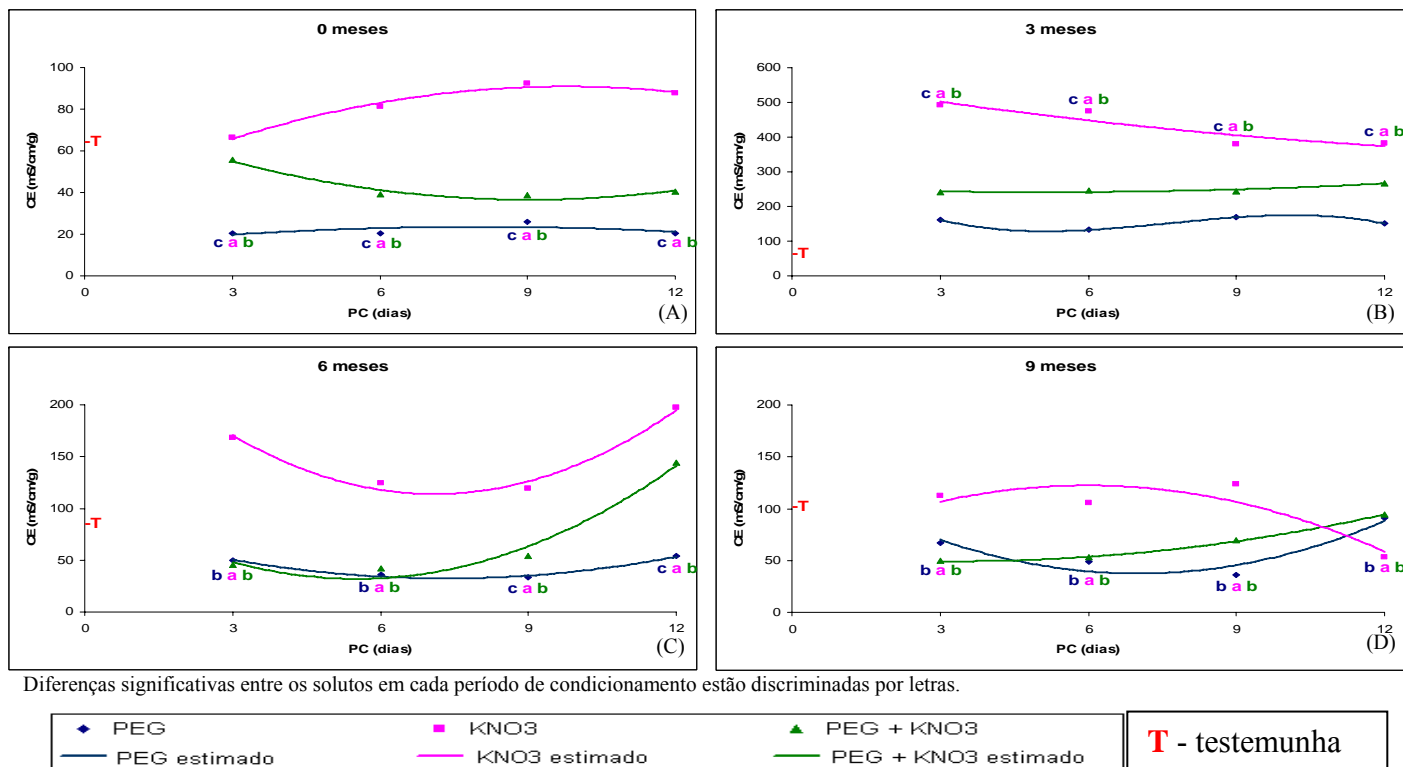 0 meses
100
80
60
40
20
0
CE (mS/cm/g)
-T
c a b
c a b
c a b
c a b
0
3
6
9
12
PC (dias)
(A)
3 meses
600
500
400
300
200
100
0
CE (mS/cm/g)
-T
c a b
c a b
c a b
c a b
0
3
6
9
12
PC (dias)
(B)
6 meses
200
150
100
50
0
CE (mS/cm/g)
-T
b a b
b a b
c a b
c a b
0
3
6
9
12
PC (dias)
(C)
9 meses
200
150
100
50
0
CE (mS/cm/g)
-T
b a b
b a b
b a b
b a b
0
3
6
9
12
PC (dias)
(D)
Diferenças significativas entre os solutos em cada período de condicionamento estão discriminadas por letras.
PEG
KNO3
PEG + KNO3
PEG estimado
KNO3 estimado
PEG + KNO3 estimado
T - testemunha